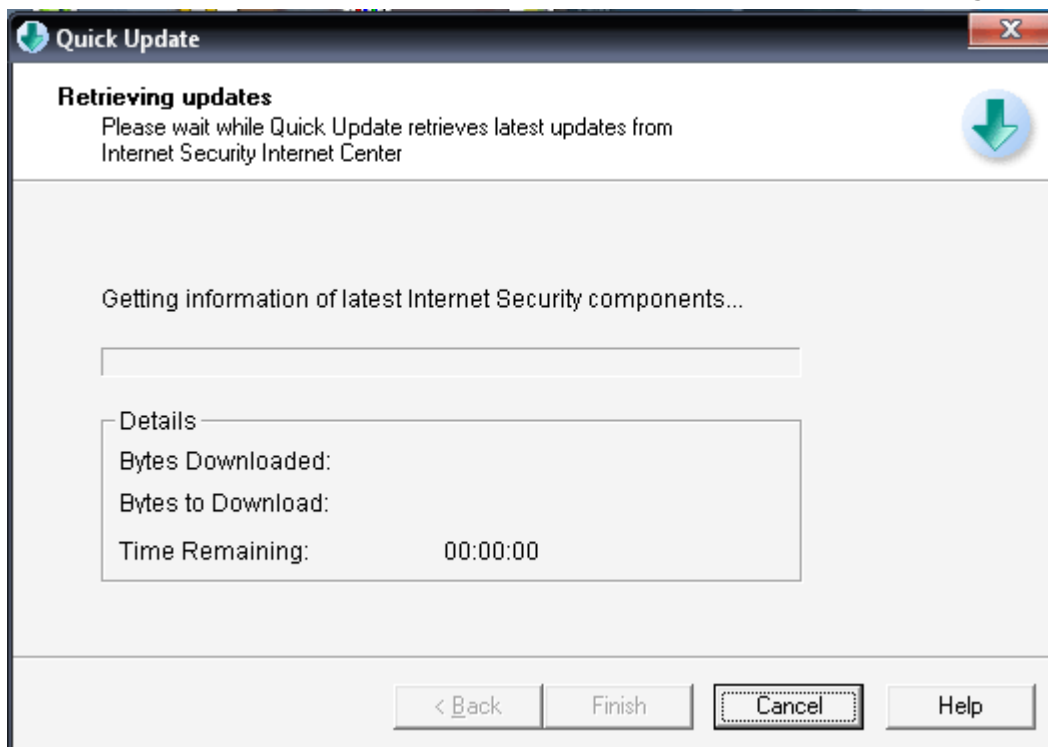 Quick Update
X
Retrieving updates
Please wait while Quick Update retrieves latest updates from
Internet Security Internet Center
Getting information of latest Internet Security components...
Details
Bytes Downloaded:
Bytes to Download:
Time Remaining: 00:00:00
< Back Finish Cancel Help